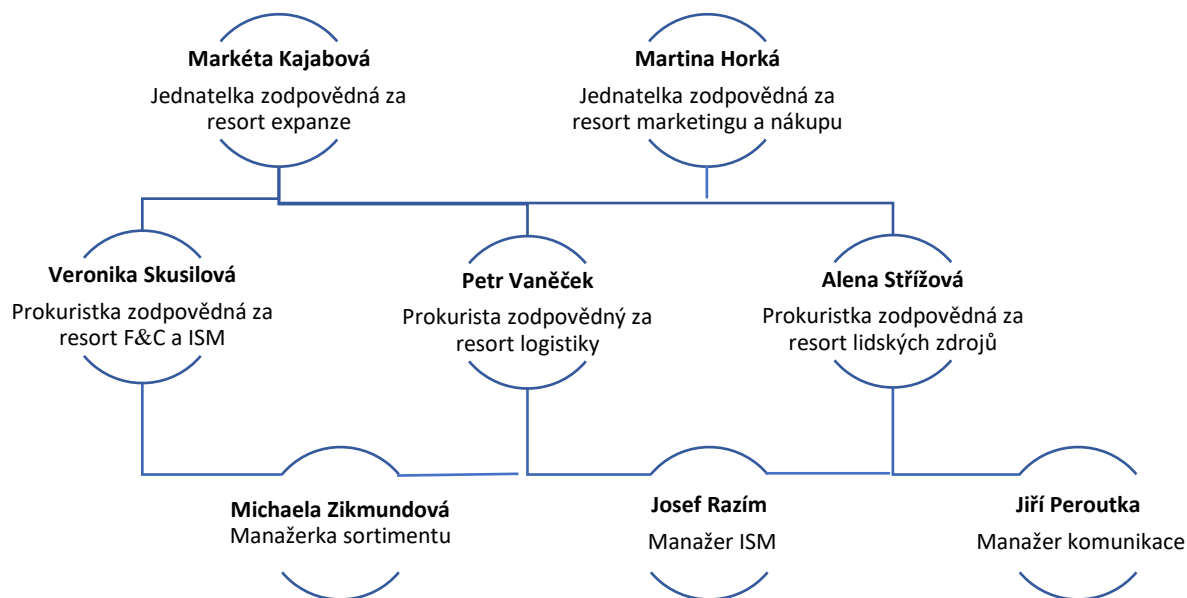 Markéta Kajabová
Jednatelka zodpovědná za
resort expanze
Martina Horká
Jednatelka zodpovědná za
resort marketingu a nákupu
Veronika Skusilová
Prokuristka zodpovědná za
resort F&C a ISM
Petr Vaněček
Prokurista zodpovědný za
resort logistiky
Alena Střížová
Prokuristka zodpovědná za
resort lidských zdrojů
Michaela Zikmundová
Manažerka sortimentu
Josef Razím
Manažer ISM
Jiří Peroutka
Manažer komunikace